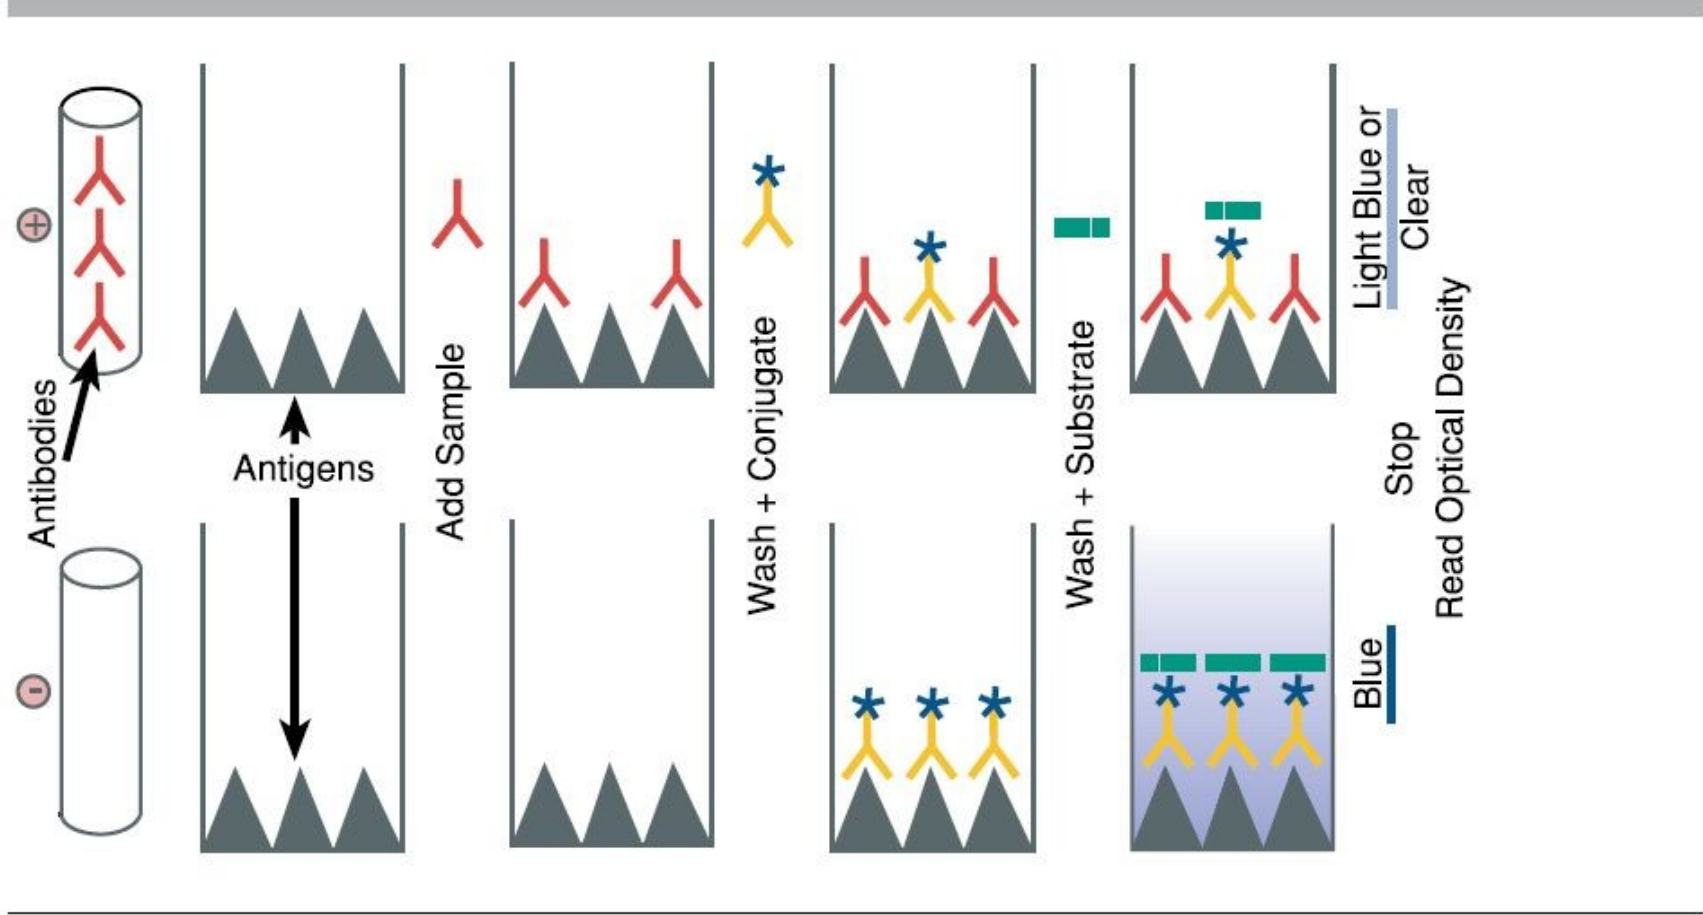 +
Antibodies
Antigens
Add Sample
Wash + Conjugate
Wash + Substrate
Light Blue or
Clear
Stop
Read Optical Density
-
Blue